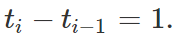 t_i − t_{i−1} = 1.